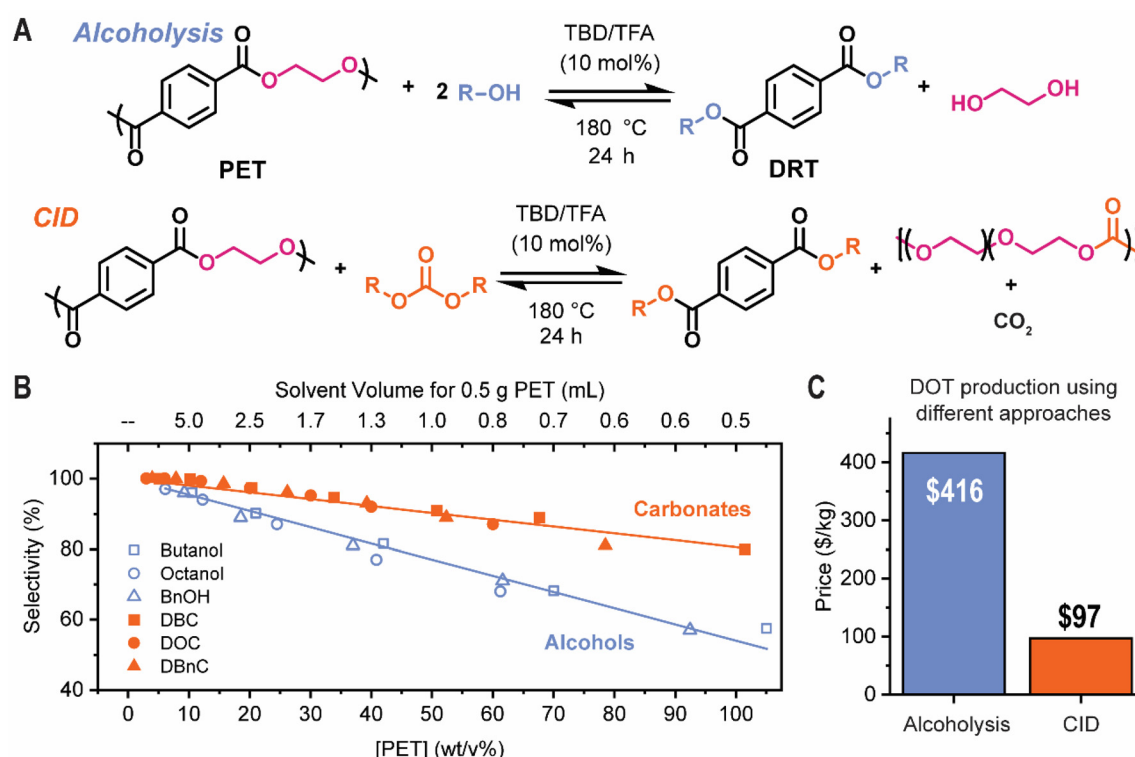 A
Alcoholysis
O
O
O
O
PET
+
2 R–OH
TBD/TFA
(10 mol%)
180 °C
24 h
O
O
R
R
O
O
DRT
+
HO
OH
CID
O
O
O
O
+
O
R
O
O
R
TBD/TFA
(10 mol%)
180 °C
24 h
O
O
R
R
O
O
+
O
O
O
O
+
CO2
B
Solvent Volume for 0.5 g PET (mL)
-- 5.0 2.5 1.7 1.3 1.0 0.8 0.7 0.6 0.6 0.5
Selectivity (%)
100
80
60
40
Carbonates
Alcohols
Butanol
Octanol
BnOH
DBC
DOC
DBnC
0 10 20 30 40 50 60 70 80 90 100
[PET] (wt/v%)
C
DOT production using
different approaches
Price ($/kg)
400
300
200
100
0
$416
$97
Alcoholysis CID